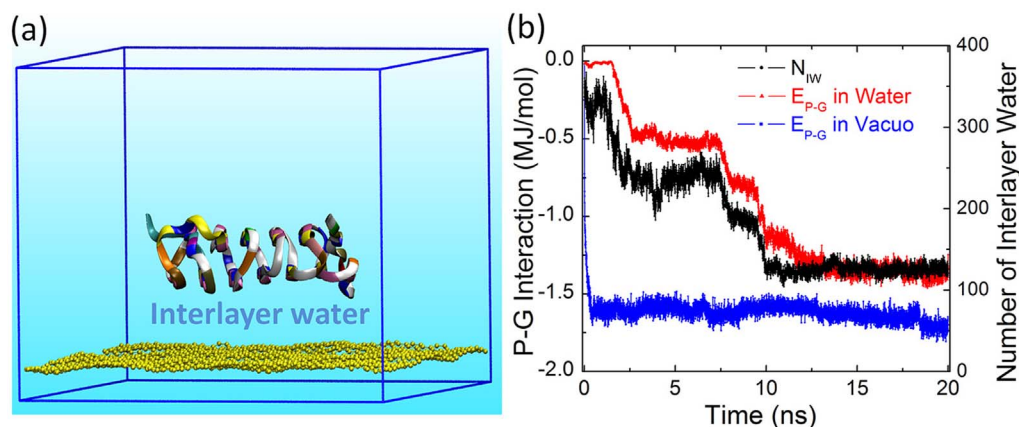 (a)
Interlayer water
(b)
P-G Interaction (MJ/mol)
0.0
-0.5
-1.0
-1.5
-2.0
N_IW
E_P-G in Water
E_P-G in Vacuo
400
300
200
100
0
Number of Interlayer Water
0 5 10 15 20
Time (ns)